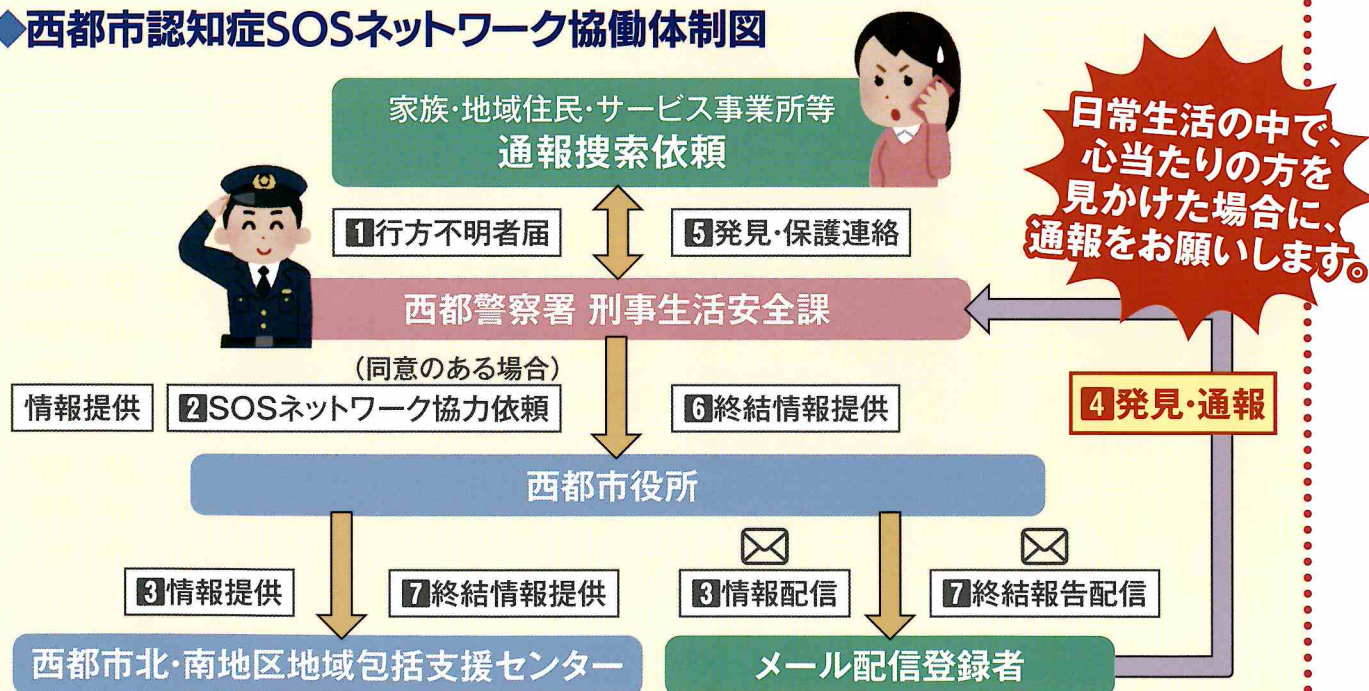 ◆西都市認知症SOSネットワーク協働体制図
家族・地域住民・サービス事業所等
通報捜索依頼
日常生活の中で、
心当たりの方を
見かけた場合に、
通報をお願いします。
1行方不明者届
5発見・保護連絡
西都警察署 刑事生活安全課
(同意のある場合)
情報提供
2SOSネットワーク協力依頼
6終結情報提供
4発見・通報
西都市役所
3情報提供
7終結情報提供
3情報配信
7終結報告配信
西都市北・南地区地域包括支援センター
メール配信登録者